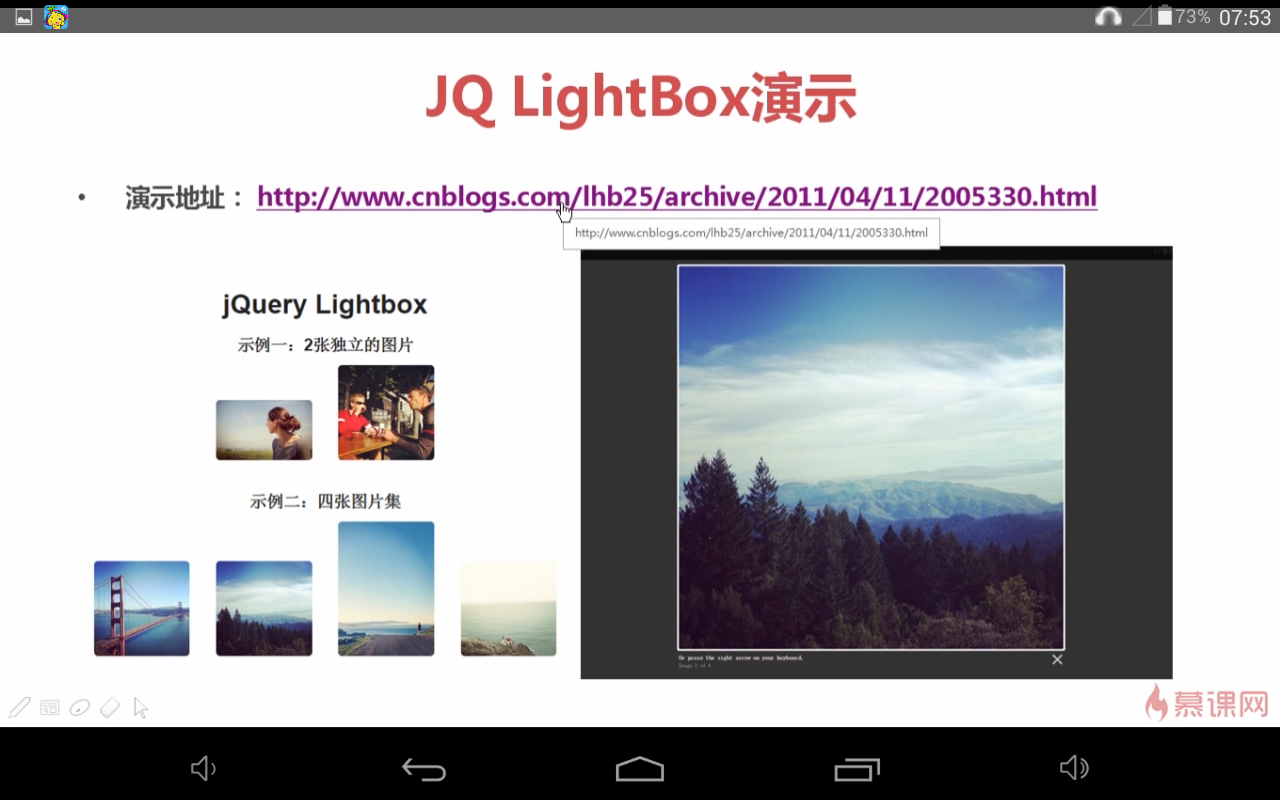 73% 07:53
JQ LightBox演示
• 演示地址： http://www.cnblogs.com/lhb25/archive/2011/04/11/2005330.html
http://www.cnblogs.com/lhb25/archive/2011/04/11/2005330.html
jQuery Lightbox
示例一：2张独立的图片
示例二：四张图片集
Or press the right arrow on your keyboard.
Image 2 of 4
慕课网